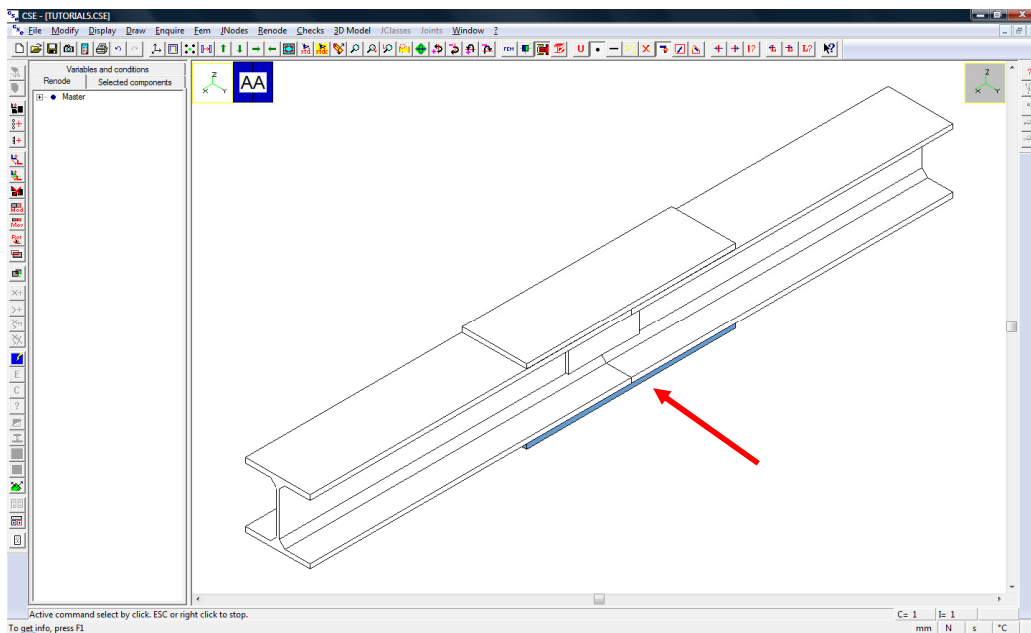 CSE - [TUTORIAL5.CSE]
File Modify Display Draw Enquire Fem JNodes Renode Checks 3D Model JClasses Joints Window ?
Variables and conditions
Renode Selected components
Master
AA
Z
X Y
Z
X Y
Active command select by click. ESC or right click to stop.
C= 1 I= 1
To get info, press F1
mm N s °C